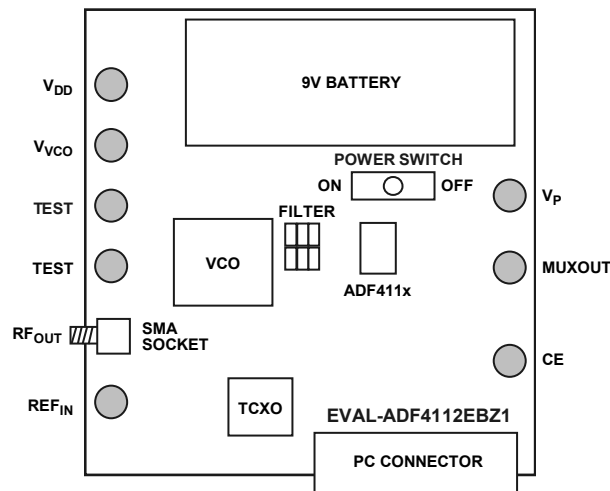 9V BATTERY
VDD
VVCO
POWER SWITCH
ON OFF
TEST
VP
FILTER
TEST
VCO
MUXOUT
ADF411x
RFOUT
SMA
SOCKET
CE
REFIN
TCXO
EVAL-ADF4112EBZ1
PC CONNECTOR